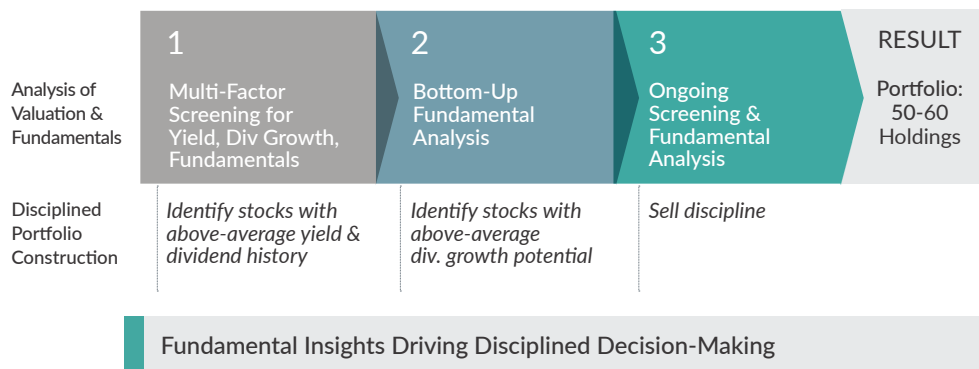 1
2
3
RESULT
Analysis of
Valuation &
Fundamentals
Multi-Factor
Screening for
Yield, Div Growth,
Fundamentals
Bottom-Up
Fundamental
Analysis
Ongoing
Screening &
Fundamental
Analysis
Portfolio:
50-60
Holdings
Disciplined
Portfolio
Construction
Identify stocks with
above-average yield &
dividend history
Identify stocks with
above-average
div. growth potential
Sell discipline
Fundamental Insights Driving Disciplined Decision-Making